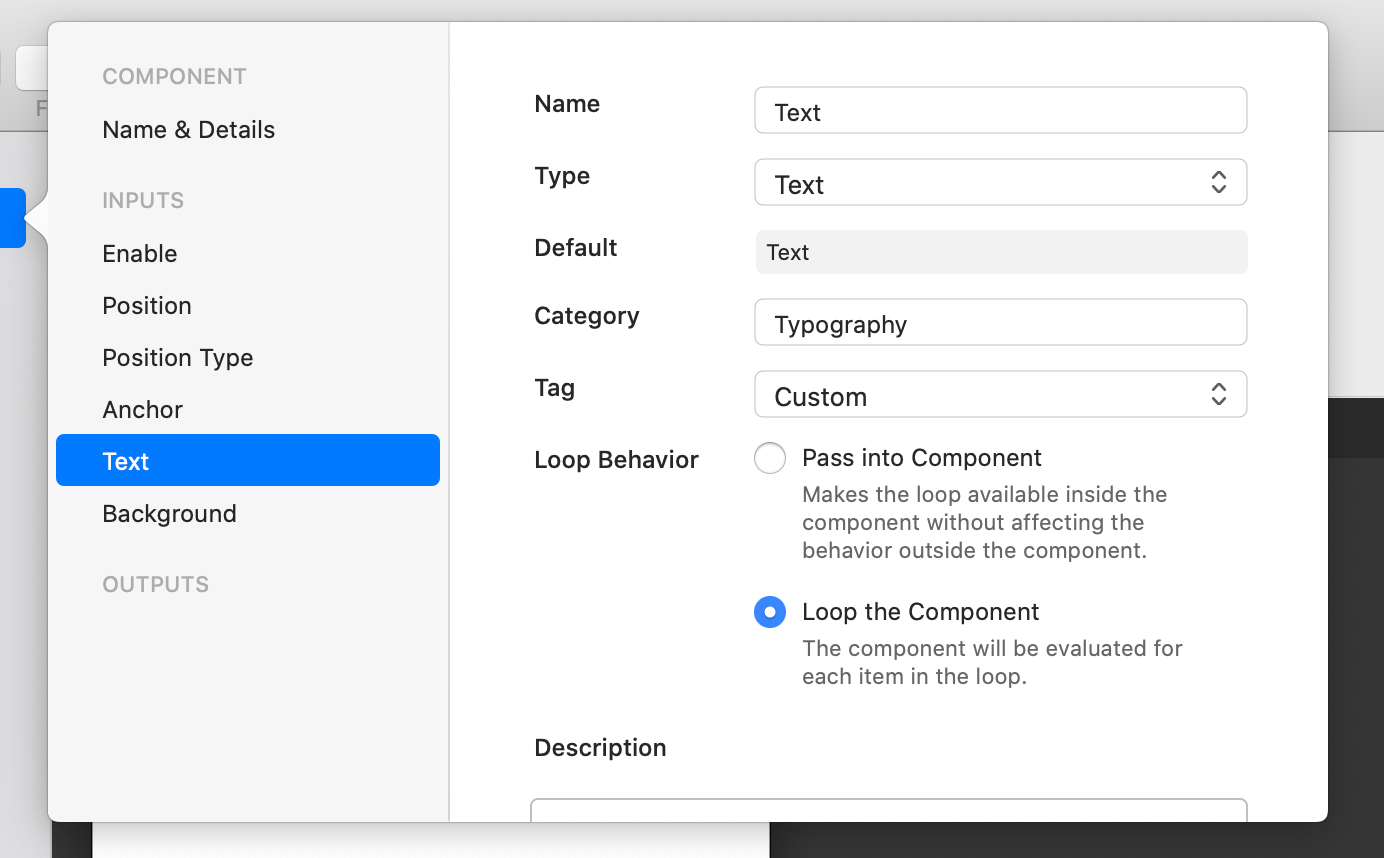 F
COMPONENT
Name & Details
INPUTS
Enable
Position
Position Type
Anchor
Text
Background
OUTPUTS
Name
Text
Type
Text
Default
Text
Category
Typography
Tag
Custom
Loop Behavior
Pass into Component
Makes the loop available inside the
component without affecting the
behavior outside the component.
Loop the Component
The component will be evaluated for
each item in the loop.
Description